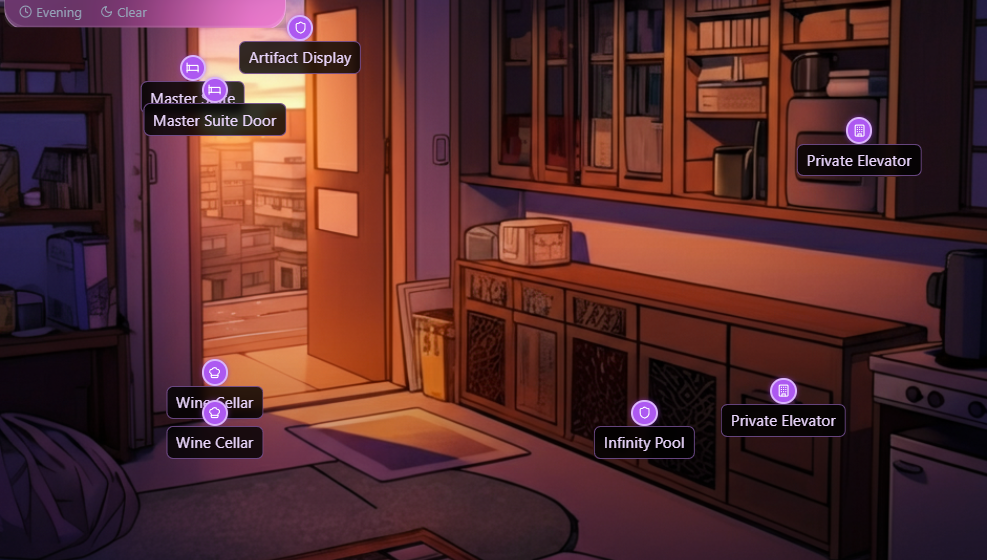 Evening
Clear
Artifact Display
Master Suite
Master Suite Door
Private Elevator
Wine Cellar
Wine Cellar
Infinity Pool
Private Elevator